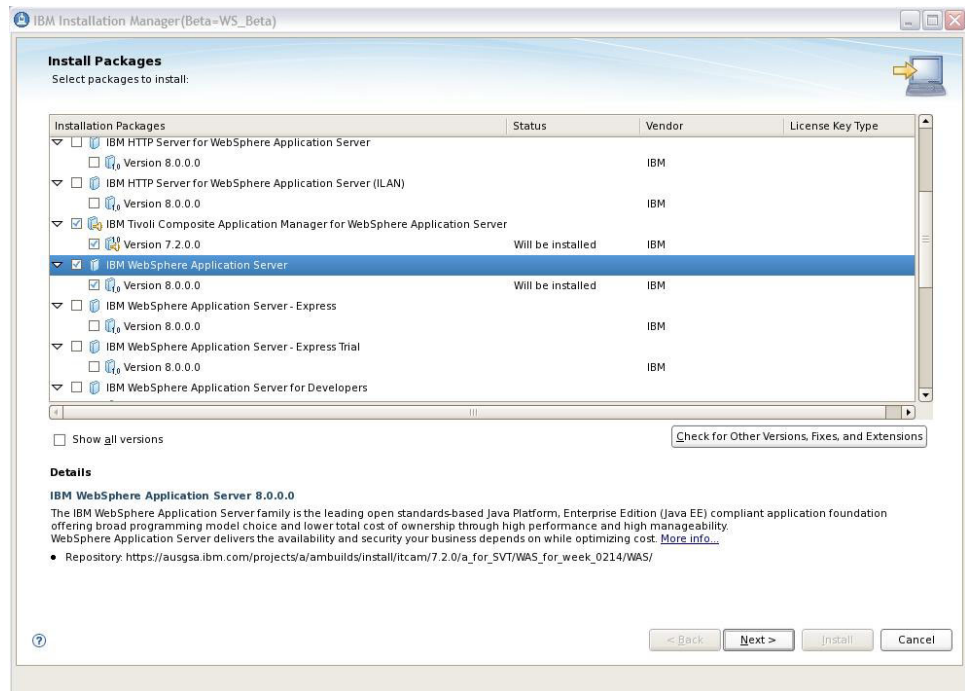 IBM Installation Manager(Beta=WS_Beta)
Install Packages
Select packages to install:
Installation Packages Status Vendor License Key Type
IBM HTTP Server for WebSphere Application Server
Version 8.0.0.0 IBM
IBM HTTP Server for WebSphere Application Server (ILAN)
Version 8.0.0.0 IBM
IBM Tivoli Composite Application Manager for WebSphere Application Server
Version 7.2.0.0 Will be installed IBM
IBM WebSphere Application Server
Version 8.0.0.0 Will be installed IBM
IBM WebSphere Application Server - Express
Version 8.0.0.0 IBM
IBM WebSphere Application Server - Express Trial
Version 8.0.0.0 IBM
IBM WebSphere Application Server for Developers
Show all versions Check for Other Versions, Fixes, and Extensions
Details
IBM WebSphere Application Server 8.0.0.0
The IBM WebSphere Application Server family is the leading open standards-based Java Platform, Enterprise Edition (Java EE) compliant application foundation
offering broad programming model choice and lower total cost of ownership through high performance and high manageability.
WebSphere Application Server delivers the availability and security your business depends on while optimizing cost. More info...
• Repository: https://ausgsa.ibm.com/projects/a/ambuilds/install/itcam/7.2.0/a_for_SVT/WAS_for_week_0214/WAS/
? < Back Next > Install Cancel